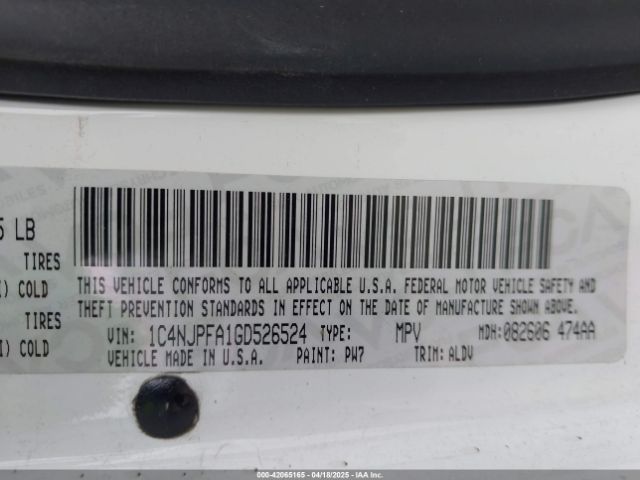 5 LB
TIRES
) COLD
TIRES
I) COLD
THIS VEHICLE CONFORMS TO ALL APPLICABLE U.S.A. FEDERAL MOTOR VEHICLE SAFETY AND
THEFT PREVENTION STANDARDS IN EFFECT ON THE DATE OF MANUFACTURE SHOWN ABOVE.
VIN: 1C4NJPFA1GD526524 TYPE: MPV MDH:082606 474AA
VEHICLE MADE IN U.S.A. PAINT: PW7 TRIM: ALDV
000-42065165 - 04/18/2025 - IAAI.COM